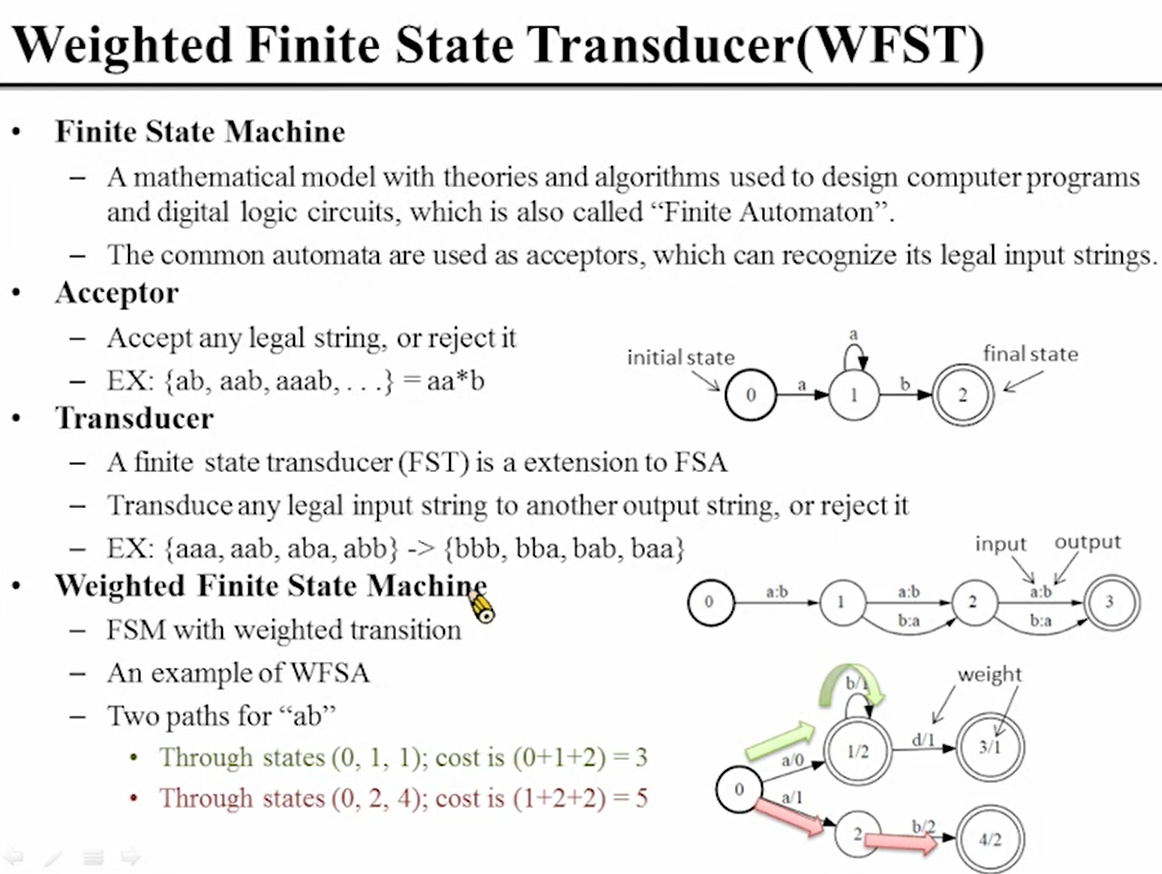 Weighted Finite State Transducer(WFST)
• Finite State Machine
– A mathematical model with theories and algorithms used to design computer programs
and digital logic circuits, which is also called “Finite Automaton”.
– The common automata are used as acceptors, which can recognize its legal input strings.
• Acceptor
– Accept any legal string, or reject it
– EX: {ab, aab, aaab, . . .} = aa*b
initial state
final state
a
0
a
1
b
2
• Transducer
– A finite state transducer (FST) is a extension to FSA
– Transduce any legal input string to another output string, or reject it
– EX: {aaa, aab, aba, abb} -> {bbb, bba, bab, baa}
input output
0
a:b
1
a:b
b:a
2
a:b
b:a
3
• Weighted Finite State Machine
– FSM with weighted transition
– An example of WFSA
– Two paths for “ab”
• Through states (0, 1, 1); cost is (0+1+2) = 3
• Through states (0, 2, 4); cost is (1+2+2) = 5
weight
b/1
0
a/0
1/2
d/1
3/1
a/1
2
b/2
4/2